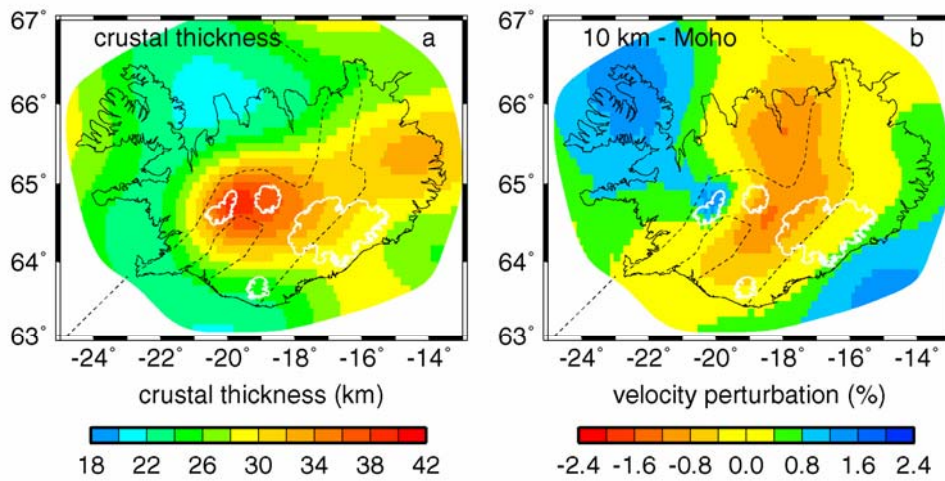 67° 67°
crustal thickness a 10 km - Moho b
66° 66°
65° 65°
64° 64°
63° 63°
-24° -22° -20° -18° -16° -14° -24° -22° -20° -18° -16° -14°
crustal thickness (km) velocity perturbation (%)
18 22 26 30 34 38 42 -2.4 -1.6 -0.8 0.0 0.8 1.6 2.4